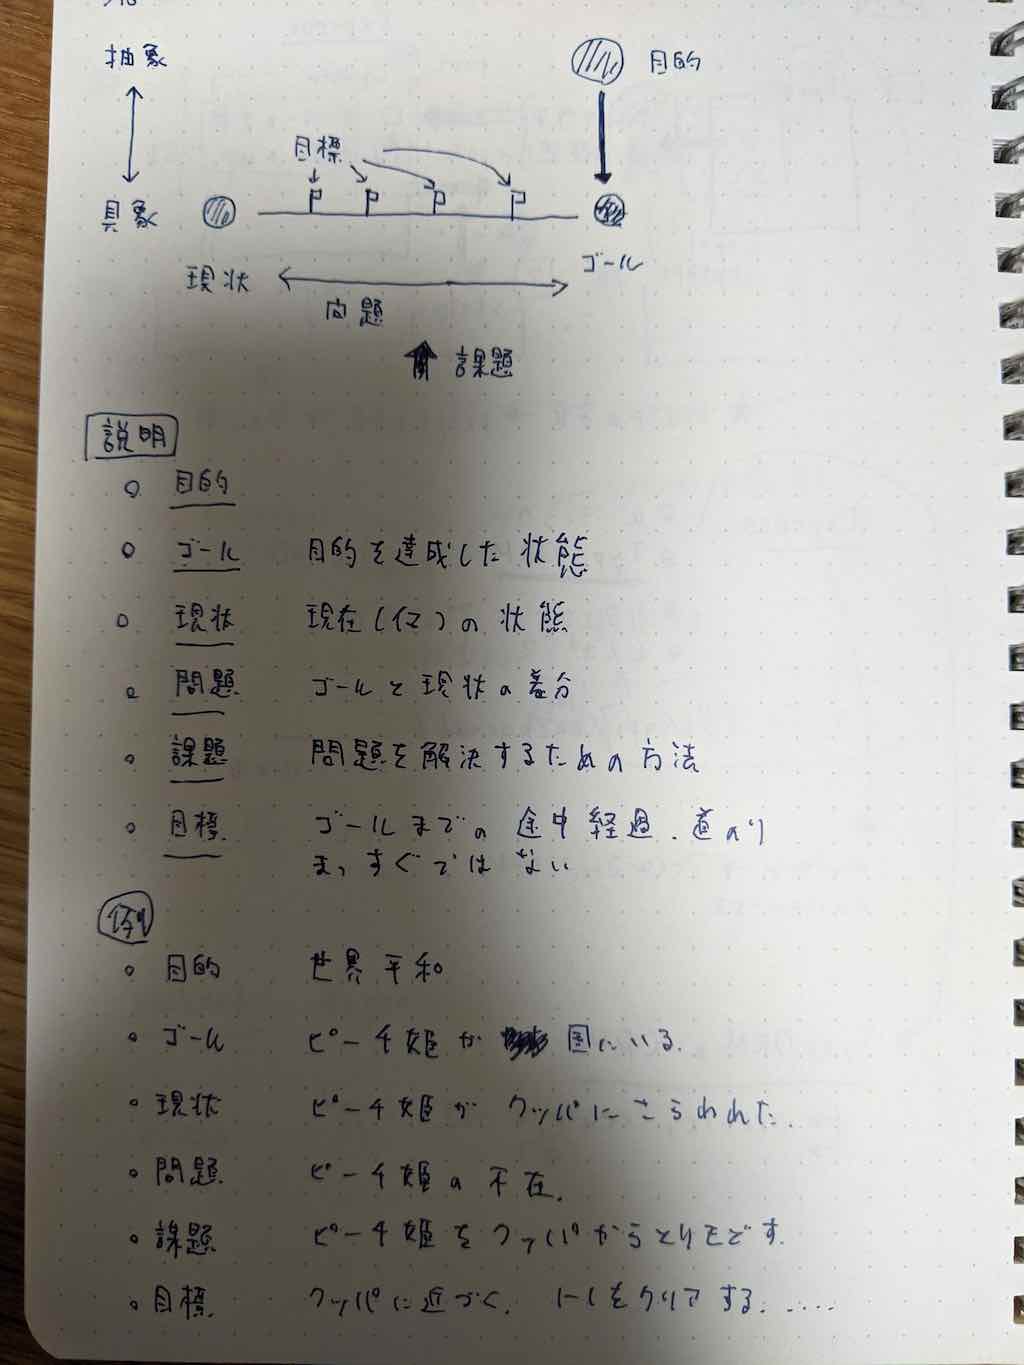 抽象
目的
目標
具象
ゴール
現状
問題
課題
説明
目的
ゴール 目的を達成した状態
現状 現在(今)の状態
問題 ゴールと現状の差分
課題 問題を解決するための方法
目標 ゴールまでの途中経過、道のり
まっすぐではない
例
目的 世界平和
ゴール ピーチ姫が 国にいる.
現状 ピーチ姫が クッパにさらわれた.
問題 ピーチ姫の不在.
課題 ピーチ姫をクッパからとりもどす.
目標 クッパに近づく. 1-1をクリアする.....